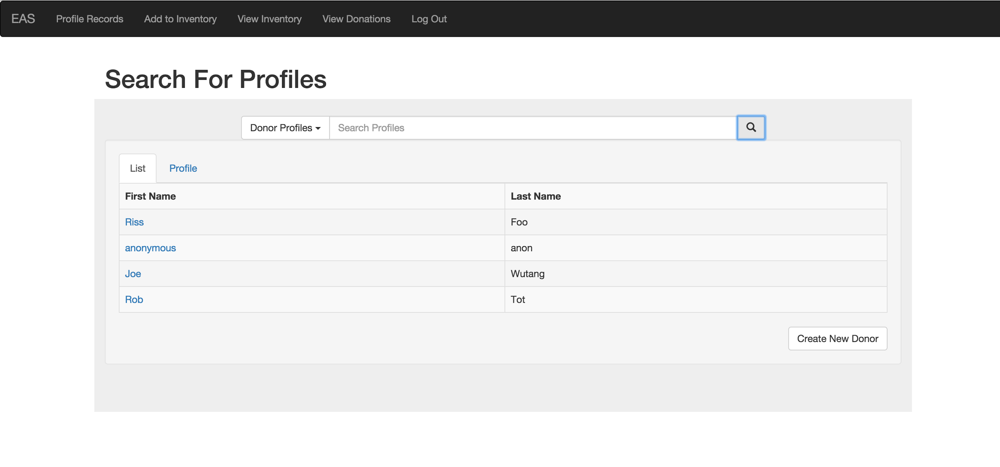 EAS Profile Records Add to Inventory View Inventory View Donations Log Out
Search For Profiles
Donor Profiles Search Profiles
List Profile
First Name Last Name
Riss Foo
anonymous anon
Joe Wutang
Rob Tot
Create New Donor